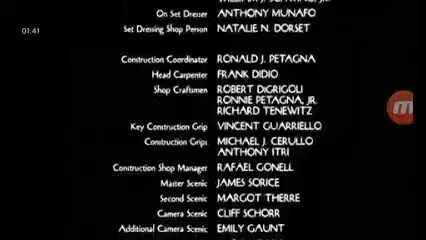 On Set Dresser ANTHONY MUNAFO
Set Dressing Shop Person NATALIE N. DORSET
01:41
Construction Coordinator RONALD J. PETAGNA
Head Carpenter FRANK DIDIO
Shop Craftsmen ROBERT DIGRIGOLI
RONNIE PETAGNA, JR.
RICHARD TENEWITZ
Key Construction Grip VINCENT GUARRIELLO
Construction Grips MICHAEL J. CERULLO
ANTHONY ITRI
Construction Shop Manager RAFAEL GONELL
Master Scenic JAMES SORICE
Second Scenic MARGOT THERRE
Camera Scenic CLIFF SCHORR
Additional Camera Scenic EMILY GAUNT